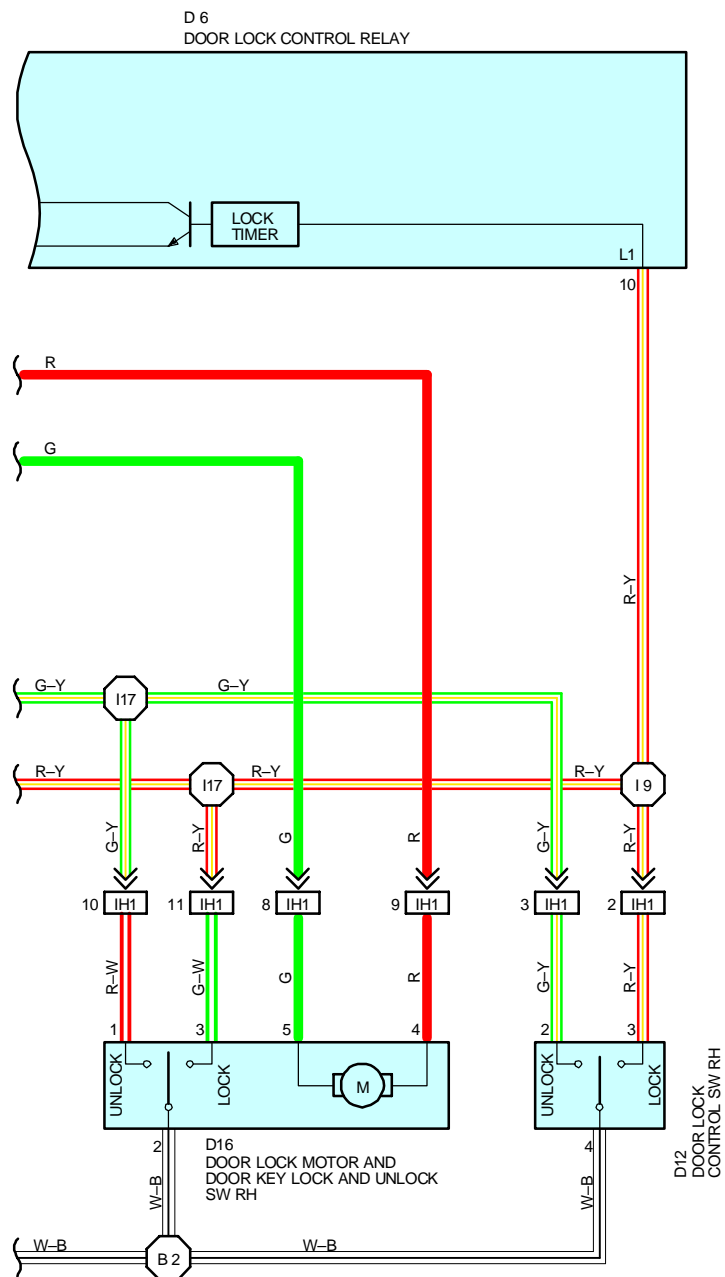 D 6
DOOR LOCK CONTROL RELAY
LOCK
TIMER
L1
10
R
G
R–Y
G–Y
I17
G–Y
R–Y
I17
R–Y
R–Y
I 9
G–Y
R–Y
G
R
G–Y
R–Y
10 IH1
11 IH1
8 IH1
9 IH1
3 IH1
2 IH1
R–W
G–W
G
R
G–Y
R–Y
1
3
5
4
2
3
UNLOCK
LOCK
M
UNLOCK
LOCK
2
D16
DOOR LOCK MOTOR AND
DOOR KEY LOCK AND UNLOCK
SW RH
4
D12
DOOR LOCK
CONTROL SW RH
W–B
W–B
W–B
B 2
W–B